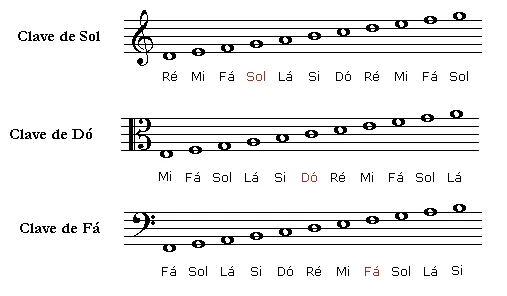 Clave de Sol
Ré Mi Fá Sol Lá Si Dó Ré Mi Fá Sol
Clave de Dó
Mi Fá Sol Lá Si Dó Ré Mi Fá Sol Lá
Clave de Fá
Fá Sol Lá Si Dó Ré Mi Fá Sol Lá Si